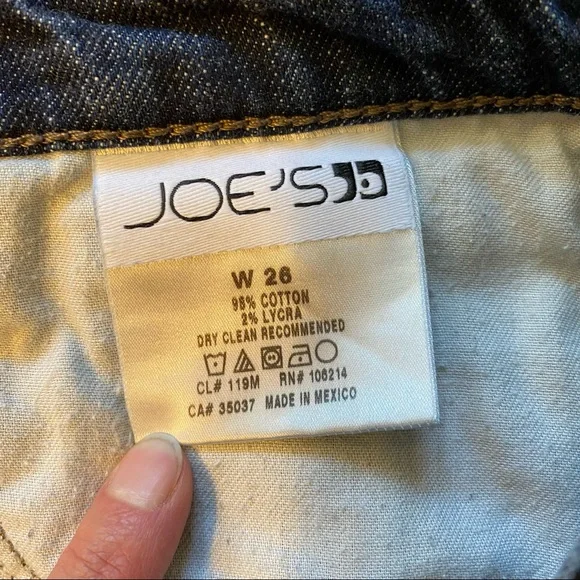 JOE'S
W 26
98% COTTON
2% LYCRA
DRY CLEAN RECOMMENDED
CL# 119M RN# 106214
CA# 35037 MADE IN MEXICO